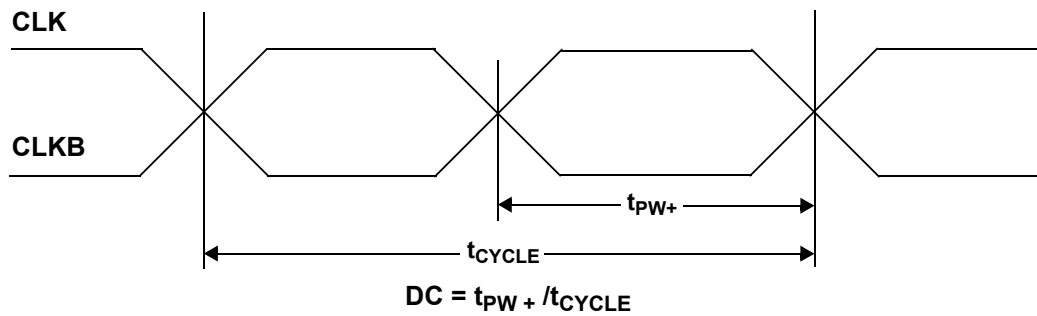 CLK
CLKB
tPW+
tCYCLE
DC = tPW + /tCYCLE